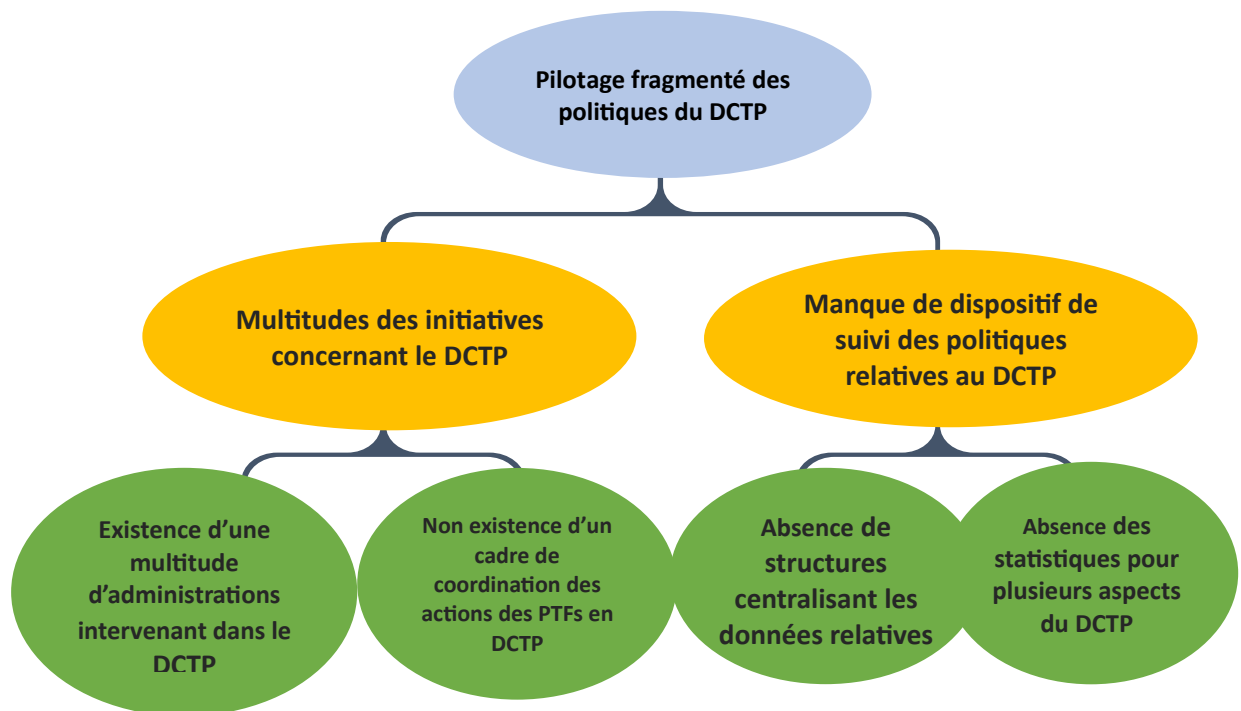 Pilotage fragmenté des
politiques du DCTP
Multitudes des initiatives
concernant le DCTP
Manque de dispositif de
suivi des politiques
relatives au DCTP
Existence d’une
multitude
d’administrations
intervenant dans le
DCTP
Non existence d’un
cadre de
coordination des
actions des PTFs en
DCTP
Absence de
structures
centralisant les
données relatives
Absence des
statistiques pour
plusieurs aspects
du DCTP